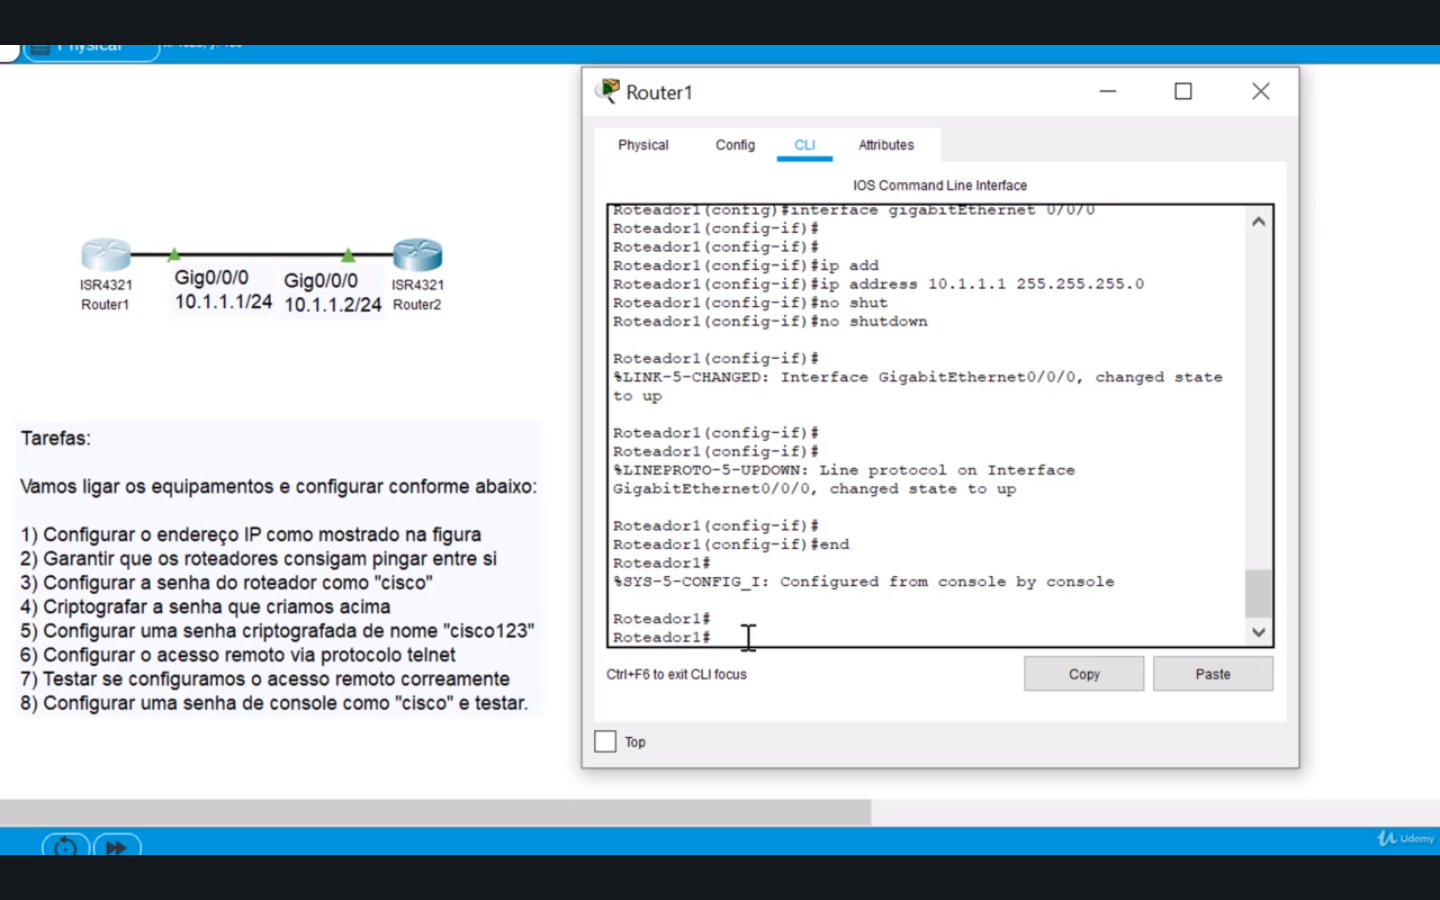 Physical
Router1
Physical
Config
CLI
Attributes
IOS Command Line Interface
Roteador1(config)#interface gigabitEthernet 0/0/0
Roteador1(config-if)#
Roteador1(config-if)#
Roteador1(config-if)#ip add
Roteador1(config-if)#ip address 10.1.1.1 255.255.255.0
Roteador1(config-if)#no shut
Roteador1(config-if)#no shutdown
Roteador1(config-if)#
%LINK-5-CHANGED: Interface GigabitEthernet0/0/0, changed state
to up
Roteador1(config-if)#
Roteador1(config-if)#
%LINEPROTO-5-UPDOWN: Line protocol on Interface
GigabitEthernet0/0/0, changed state to up
Roteador1(config-if)#
Roteador1(config-if)#end
Roteador1#
%SYS-5-CONFIG_I: Configured from console by console
Roteador1#
Roteador1#
Ctrl+F6 to exit CLI focus
Copy
Paste
Top
ISR4321
Router1
Gig0/0/0
10.1.1.1/24
Gig0/0/0
10.1.1.2/24
ISR4321
Router2
Tarefas:
Vamos ligar os equipamentos e configurar conforme abaixo:
1) Configurar o endereço IP como mostrado na figura
2) Garantir que os roteadores consigam pingar entre si
3) Configurar a senha do roteador como "cisco"
4) Criptografar a senha que criamos acima
5) Configurar uma senha criptografada de nome "cisco123"
6) Configurar o acesso remoto via protocolo telnet
7) Testar se configuramos o acesso remoto correamente
8) Configurar uma senha de console como "cisco" e testar.
Udemy